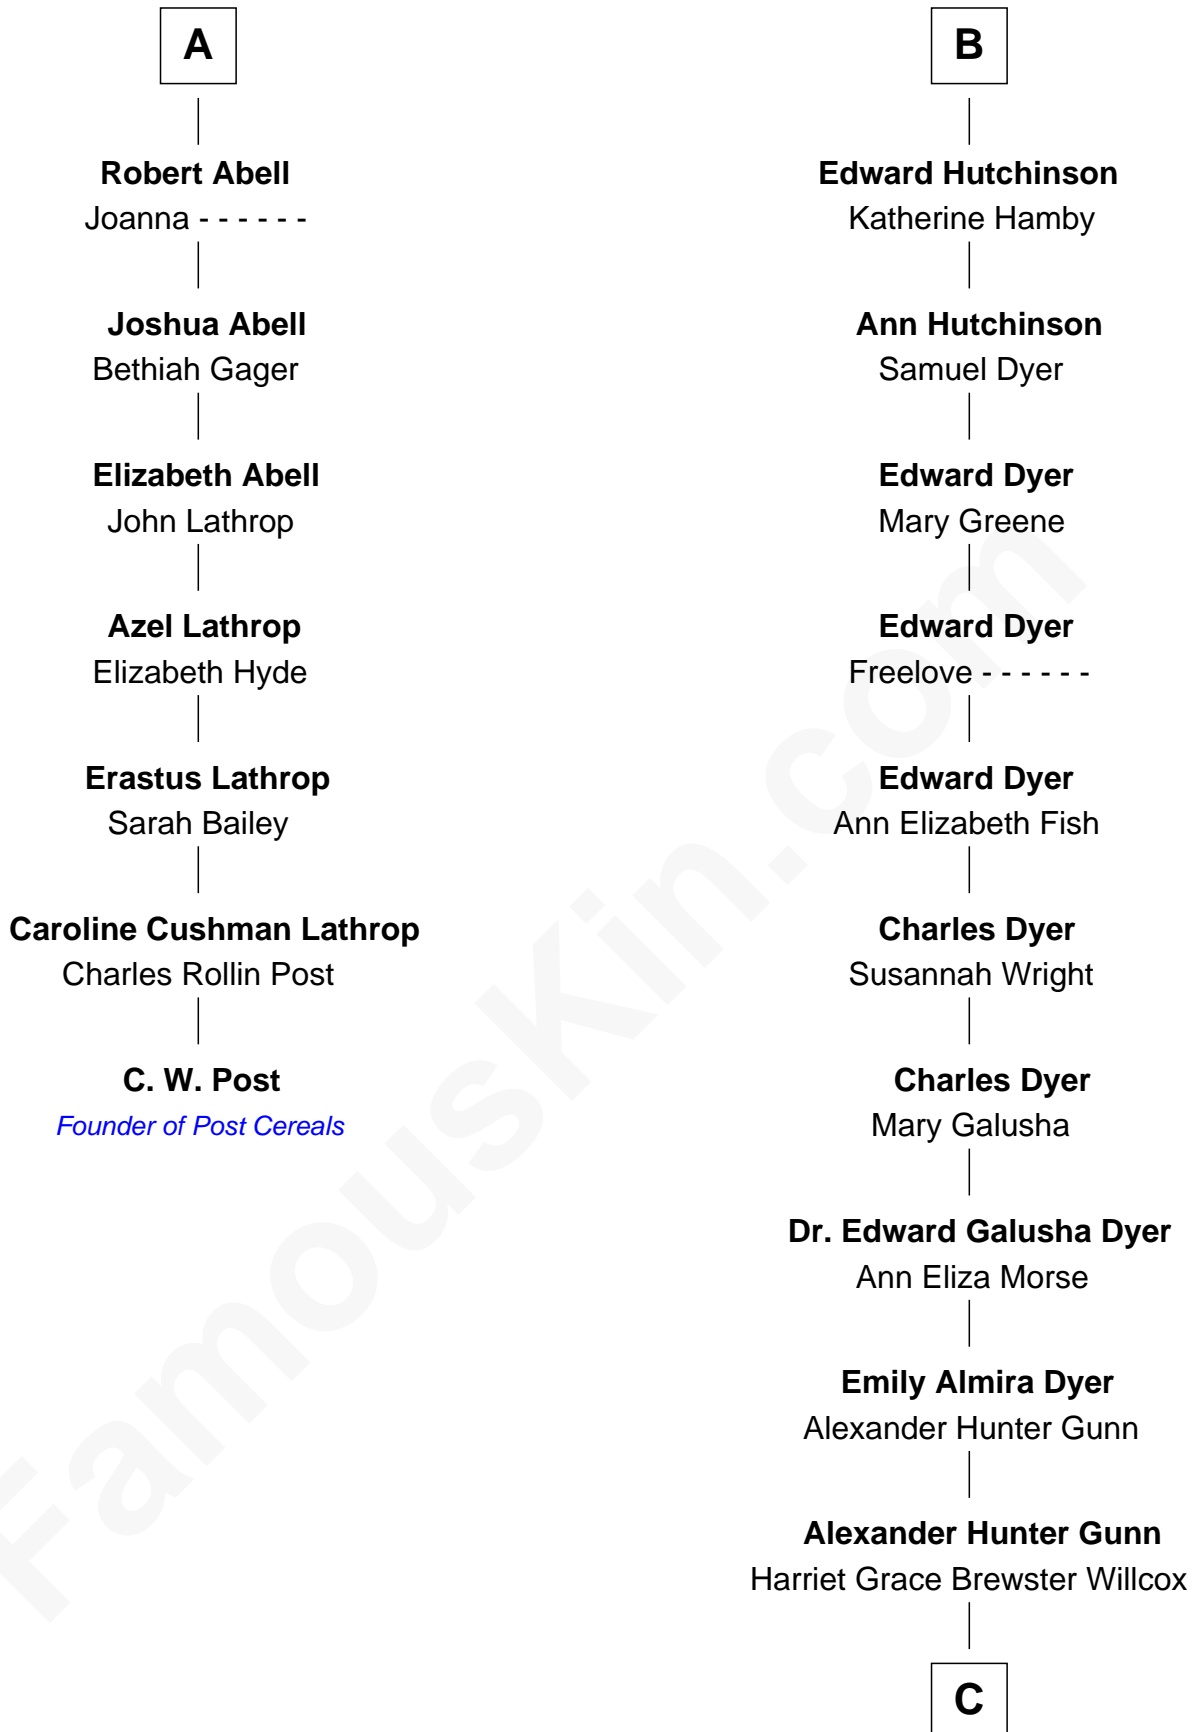 A
Robert Abell
Joanna - - - - - -
Joshua Abell
Bethiah Gager
Elizabeth Abell
John Lathrop
Azel Lathrop
Elizabeth Hyde
Erastus Lathrop
Sarah Bailey
Caroline Cushman Lathrop
Charles Rollin Post
C. W. Post
Founder of Post Cereals
B
Edward Hutchinson
Katherine Hamby
Ann Hutchinson
Samuel Dyer
Edward Dyer
Mary Greene
Edward Dyer
Freelove - - - - - -
Edward Dyer
Ann Elizabeth Fish
Charles Dyer
Susannah Wright
Charles Dyer
Mary Galusha
Dr. Edward Galusha Dyer
Ann Eliza Morse
Emily Almira Dyer
Alexander Hunter Gunn
Alexander Hunter Gunn
Harriet Grace Brewster Willcox
C
FamousKin.com